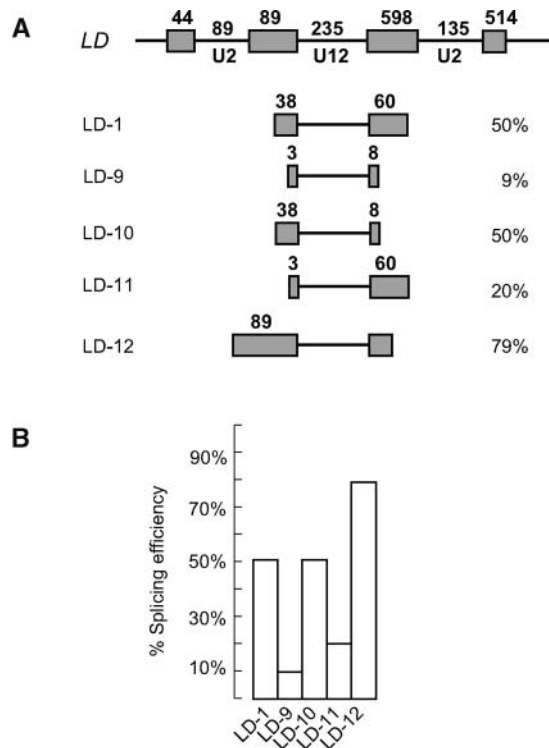 A
44 89 89 235 598 135 514
LD
U2 U12 U2
38 60
LD-1 50%
3 8
LD-9 9%
38 8
LD-10 50%
3 60
LD-11 20%
89
LD-12 79%
B
% Splicing efficiency
90%
70%
50%
30%
10%
LD-1 LD-9 LD-10 LD-11 LD-12